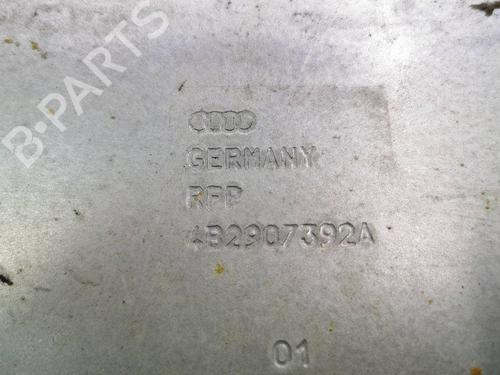 B-PARTS
GERMANY
RFP
4B2907392A
01